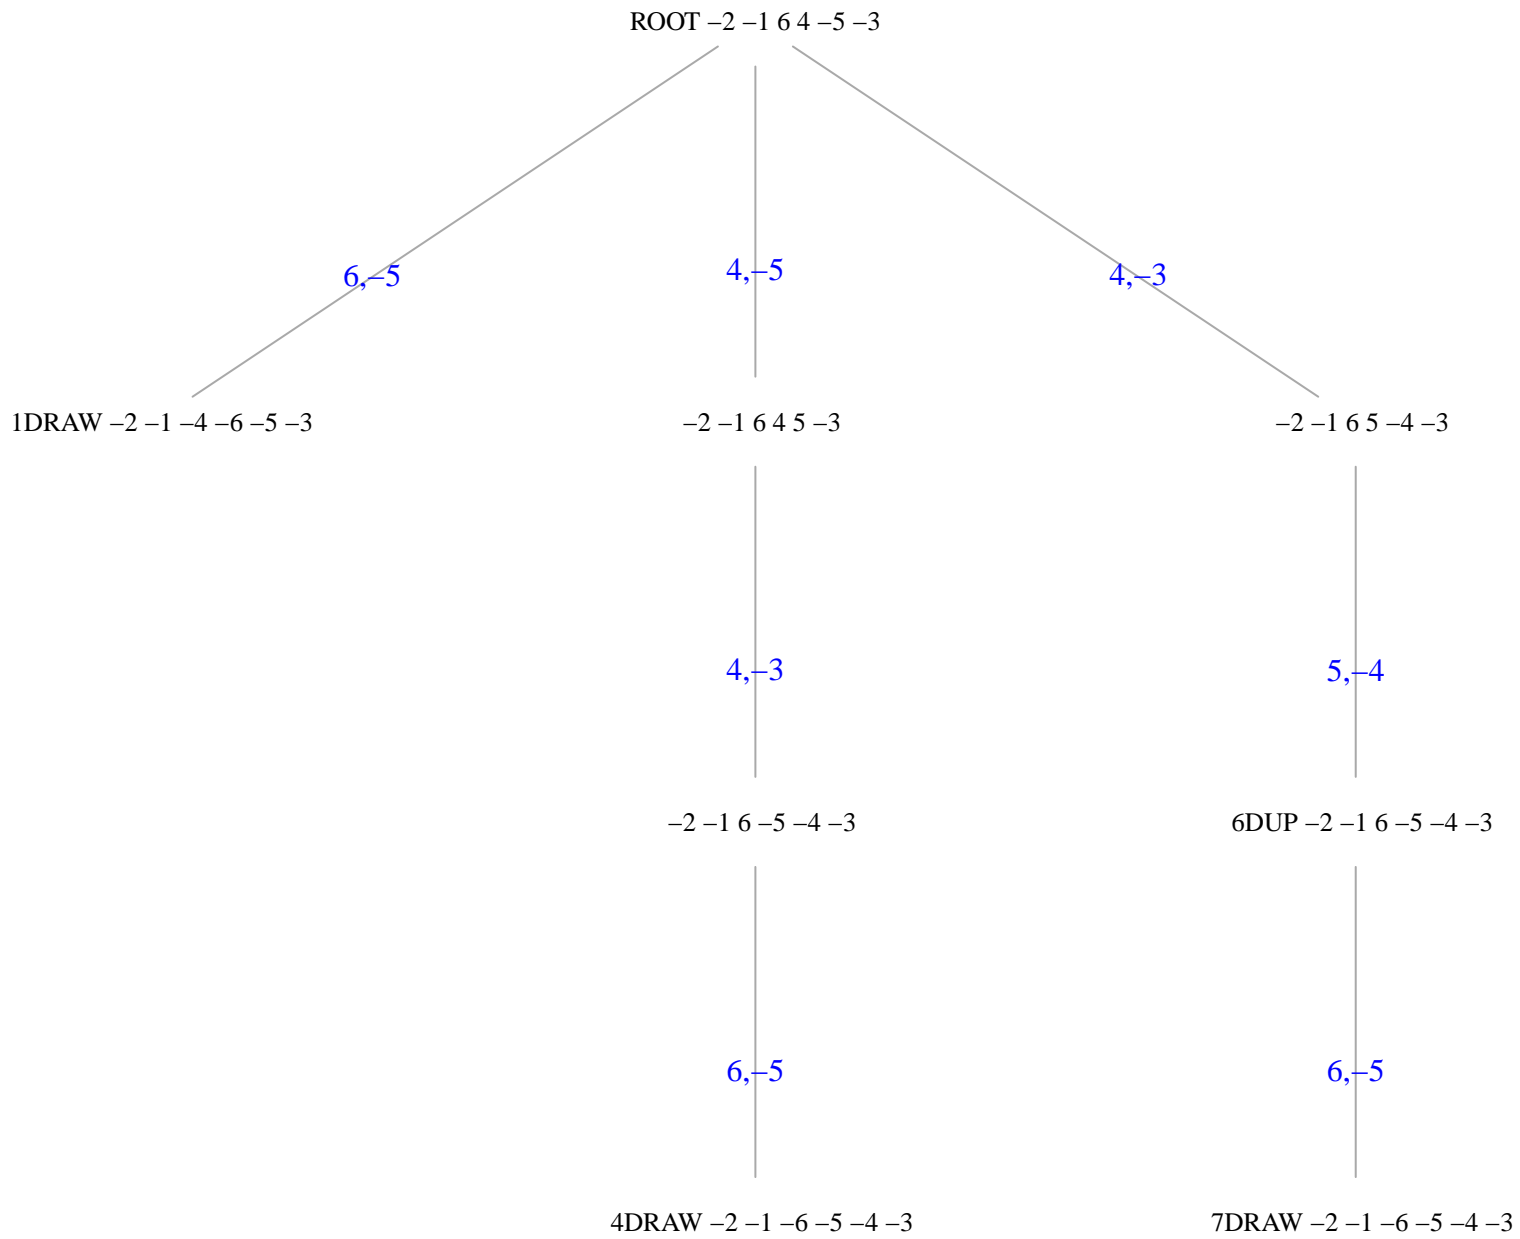 ROOT –2 –1 6 4 –5 –3
6,–5
4,–5
4,–3
1DRAW –2 –1 –4 –6 –5 –3
–2 –1 6 4 5 –3
–2 –1 6 5 –4 –3
4,–3
5,–4
–2 –1 6 –5 –4 –3
6DUP –2 –1 6 –5 –4 –3
6,–5
6,–5
4DRAW –2 –1 –6 –5 –4 –3
7DRAW –2 –1 –6 –5 –4 –3